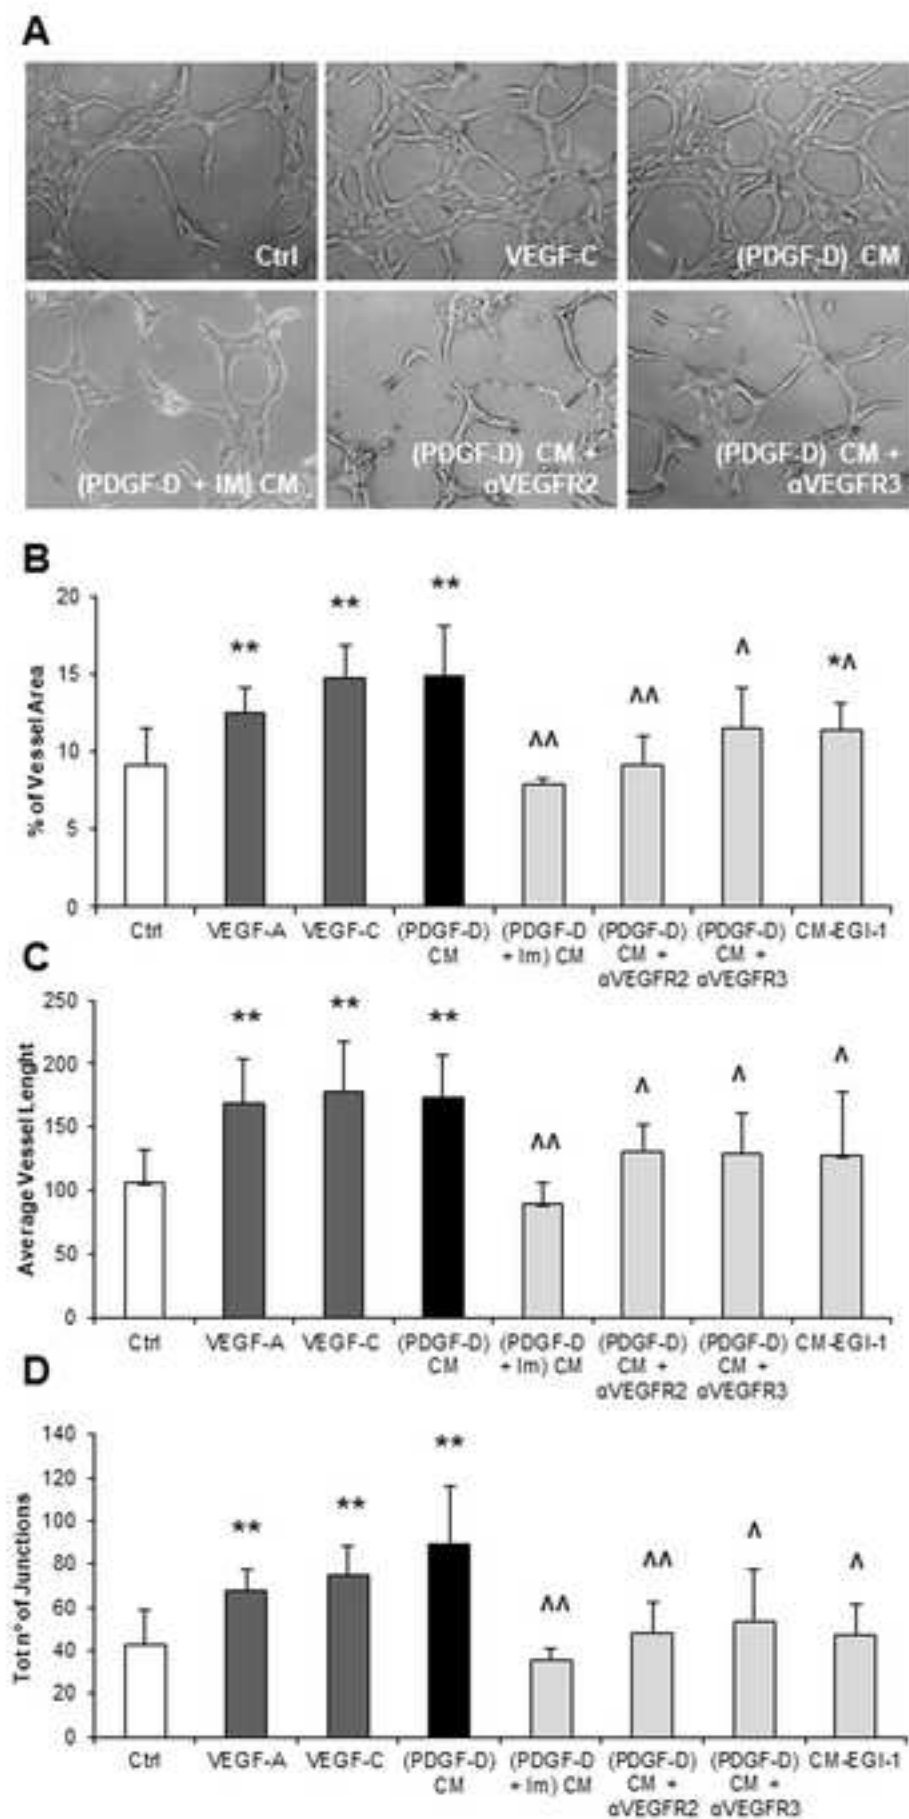 A
Ctrl
VEGF-C
(PDGF-D) CM
(PDGF-D + IM) CM
(PDGF-D) CM +
αVEGFR2
(PDGF-D) CM +
αVEGFR3
B
% of Vessel Area
20
15
10
5
0
**
**
**
^^
^^
^
*^
Ctrl
VEGF-A
VEGF-C
(PDGF-D)
CM
(PDGF-D
+ Im) CM
(PDGF-D)
CM +
αVEGFR2
(PDGF-D)
CM +
αVEGFR3
CM-EGI-1
C
Average Vessel Lenght
250
200
150
100
50
0
**
**
**
^^
^
^
^
Ctrl
VEGF-A
VEGF-C
(PDGF-D)
CM
(PDGF-D
+ Im) CM
(PDGF-D)
CM +
αVEGFR2
(PDGF-D)
CM +
αVEGFR3
CM-EGI-1
D
Tot n° of Junctions
140
120
100
80
60
40
20
0
**
**
**
^^
^^
^
^
Ctrl
VEGF-A
VEGF-C
(PDGF-D)
CM
(PDGF-D
+ Im) CM
(PDGF-D)
CM +
αVEGFR2
(PDGF-D)
CM +
αVEGFR3
CM-EGI-1